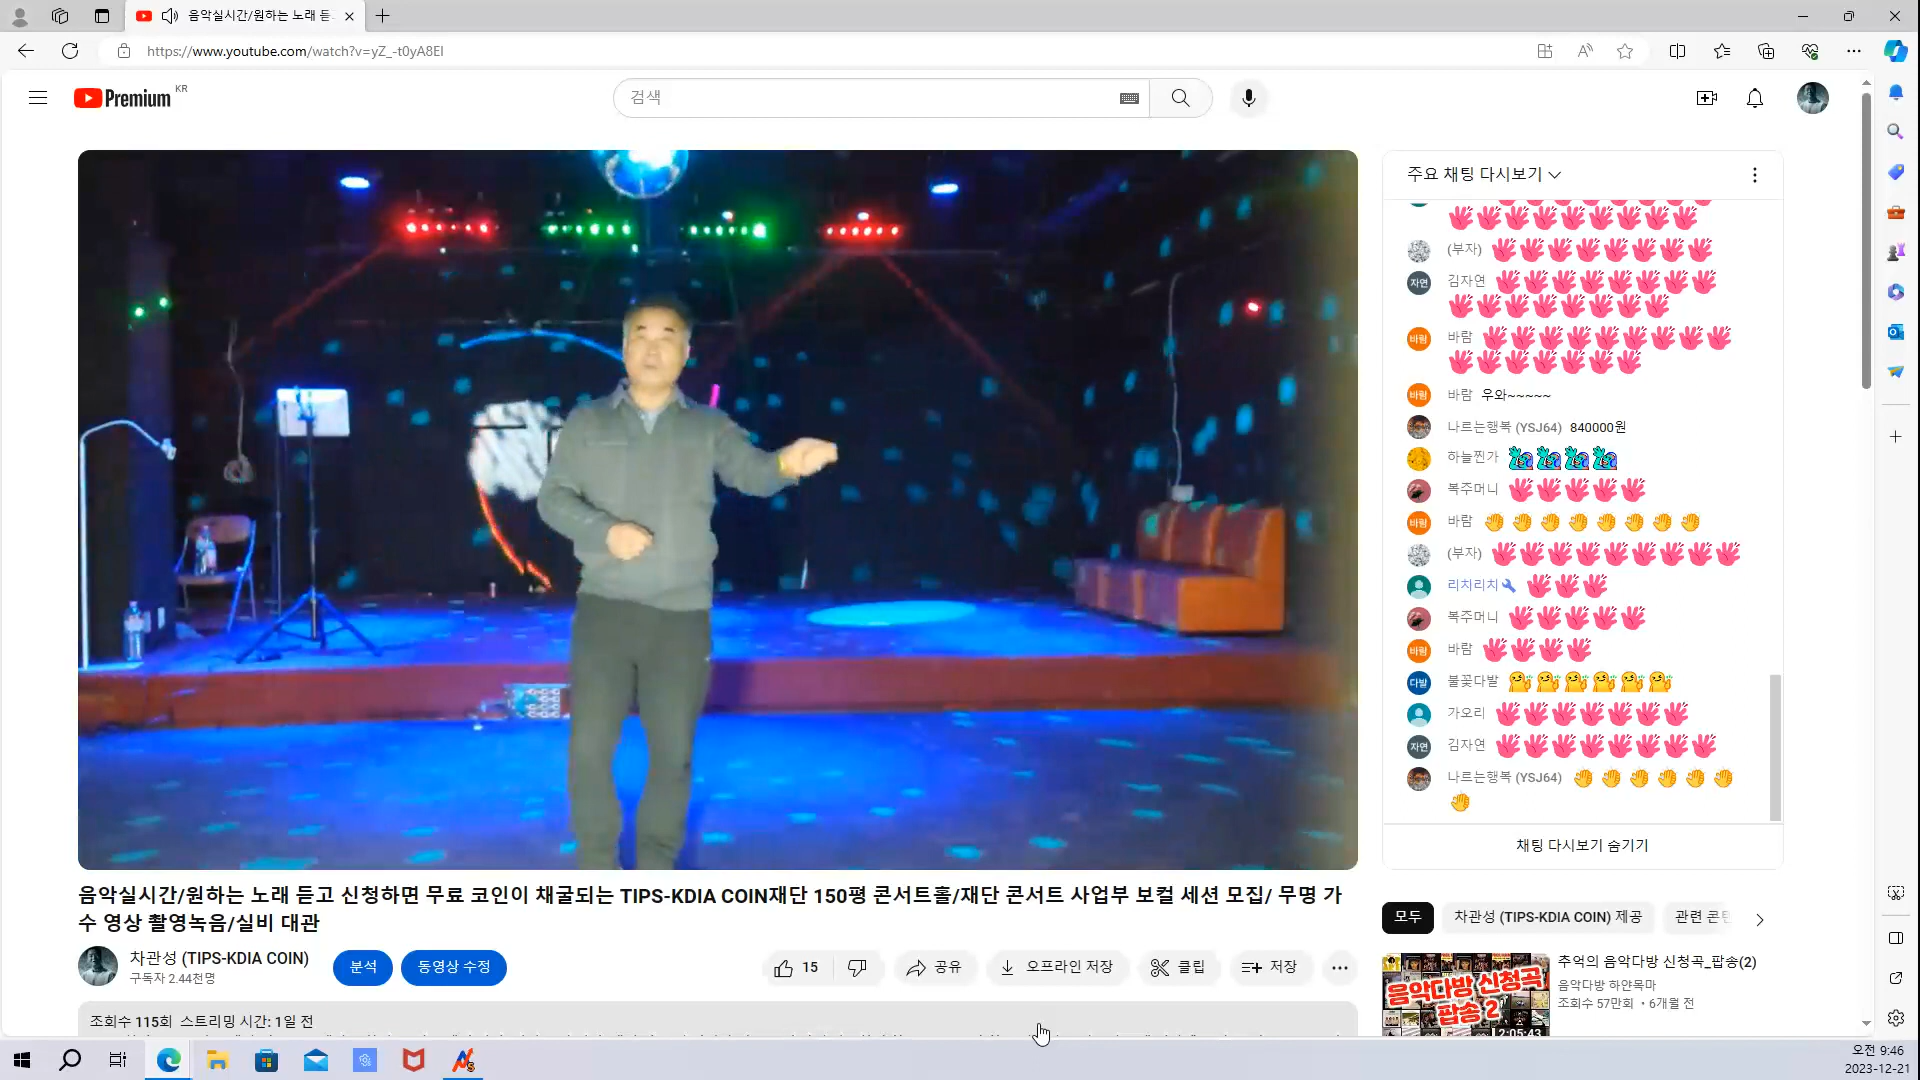 음악실시간/원하는 노래 듣
https://www.youtube.com/watch?v=yZ_-t0yA8EI
Premium KR
검색
주요 채팅 다시보기
(부자)
김자연
바람
바람 우와~~~~~
나르는행복 (YSJ64) 840000원
하늘찐가
복주머니
바람
(부자)
리치리치
복주머니
바람
불꽃다발
가오리
김자연
나르는행복 (YSJ64)
채팅 다시보기 숨기기
음악실시간/원하는 노래 듣고 신청하면 무료 코인이 채굴되는 TIPS-KDIA COIN재단 150평 콘서트홀/재단 콘서트 사업부 보컬 세션 모집/ 무명 가
수 영상 촬영녹음/실비 대관
차관성 (TIPS-KDIA COIN)
구독자 2.44천명
분석
동영상 수정
15
공유
오프라인 저장
클립
저장
조회수 115회 스트리밍 시간: 1일 전
모두
차관성 (TIPS-KDIA COIN) 제공
관련 콘
음악다방 신청곡
팝송 2
2:05:43
추억의 음악다방 신청곡_팝송(2)
음악다방 하얀목마
조회수 57만회 • 6개월 전
오전 9:46
2023-12-21